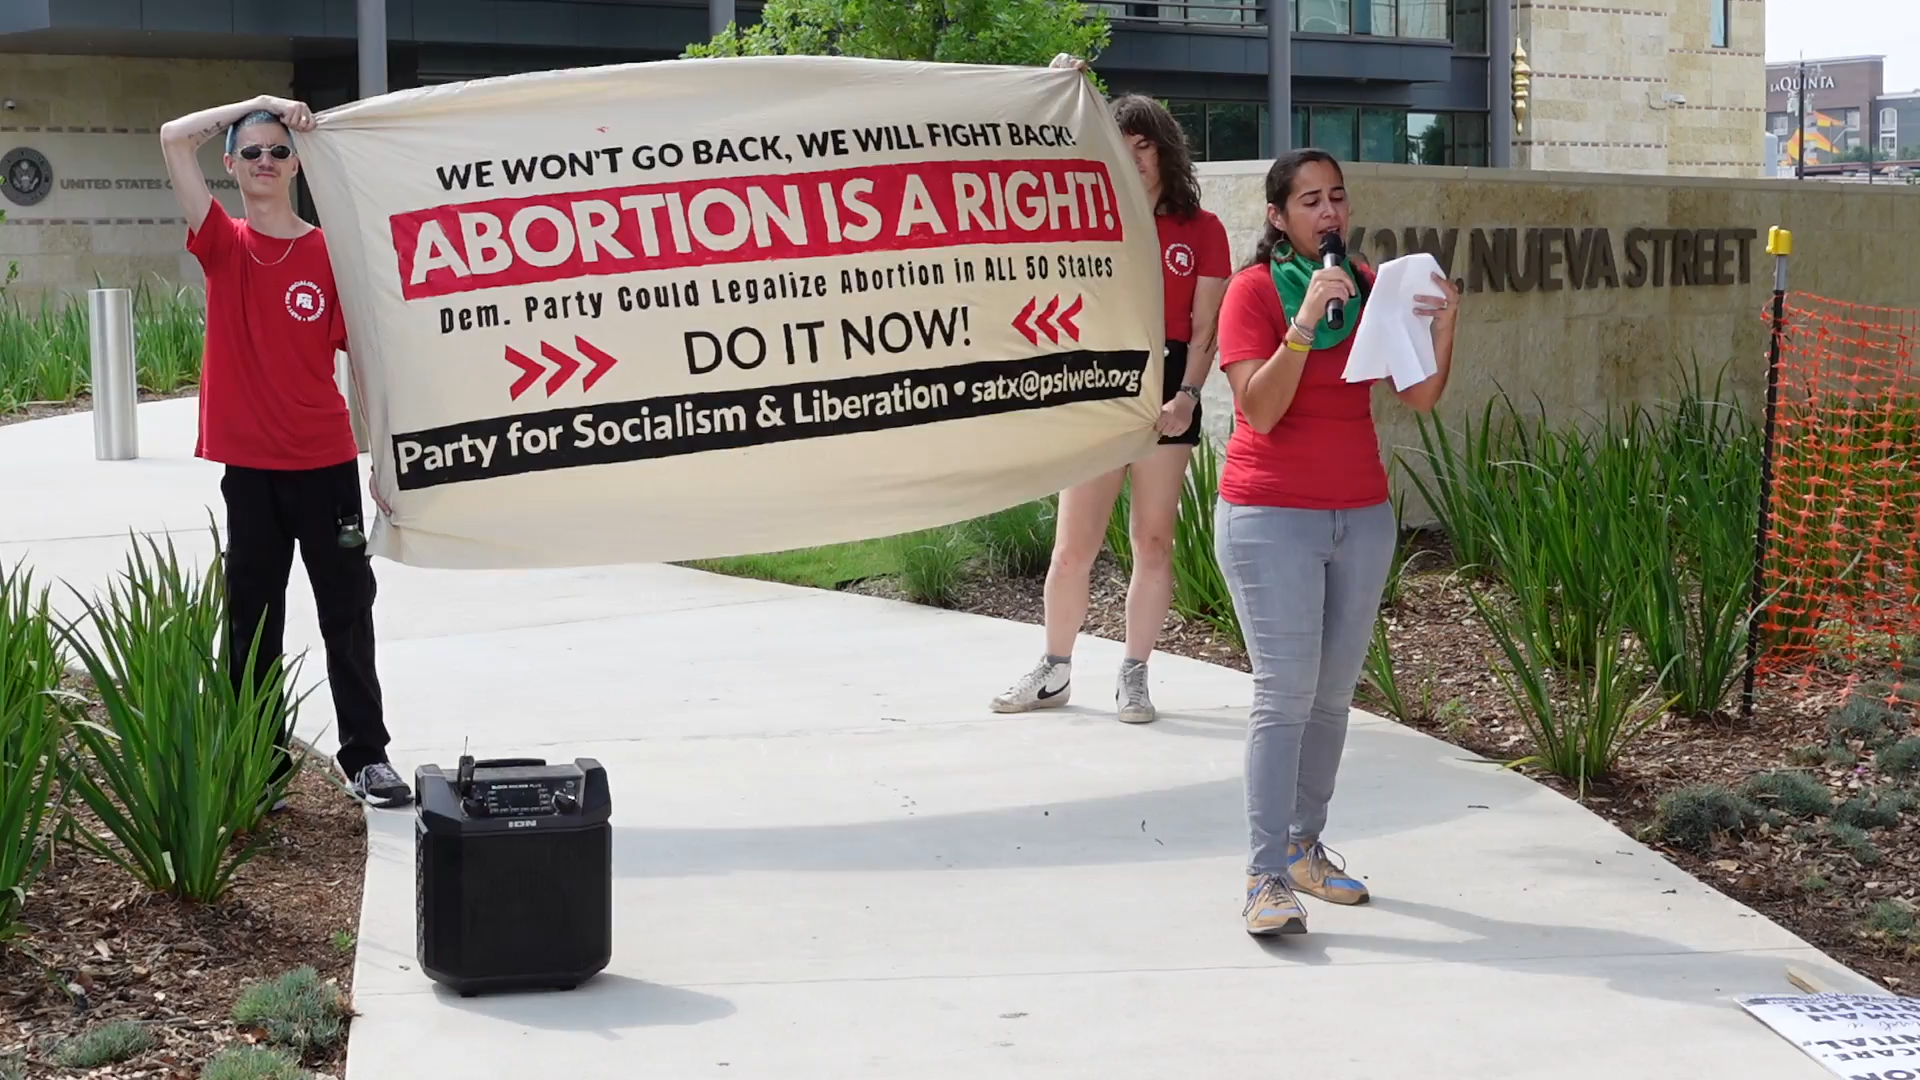 WE WON'T GO BACK, WE WILL FIGHT BACK!
ABORTION IS A RIGHT!
Dem. Party Could Legalize Abortion in ALL 50 States
>>> DO IT NOW! <<<
Party for Socialism & Liberation • satx@pslweb.org
UNITED STATES
W. NUEVA STREET
LAQUINTA
PSL
ION